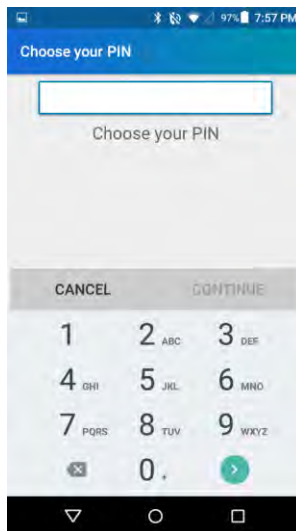 97% 7:57 PM
Choose your PIN
Choose your PIN
CANCEL CONTINUE
1 2 ABC 3 DEF
4 GHI 5 JKL 6 MNO
7 PQRS 8 TUV 9 WXYZ
0 .